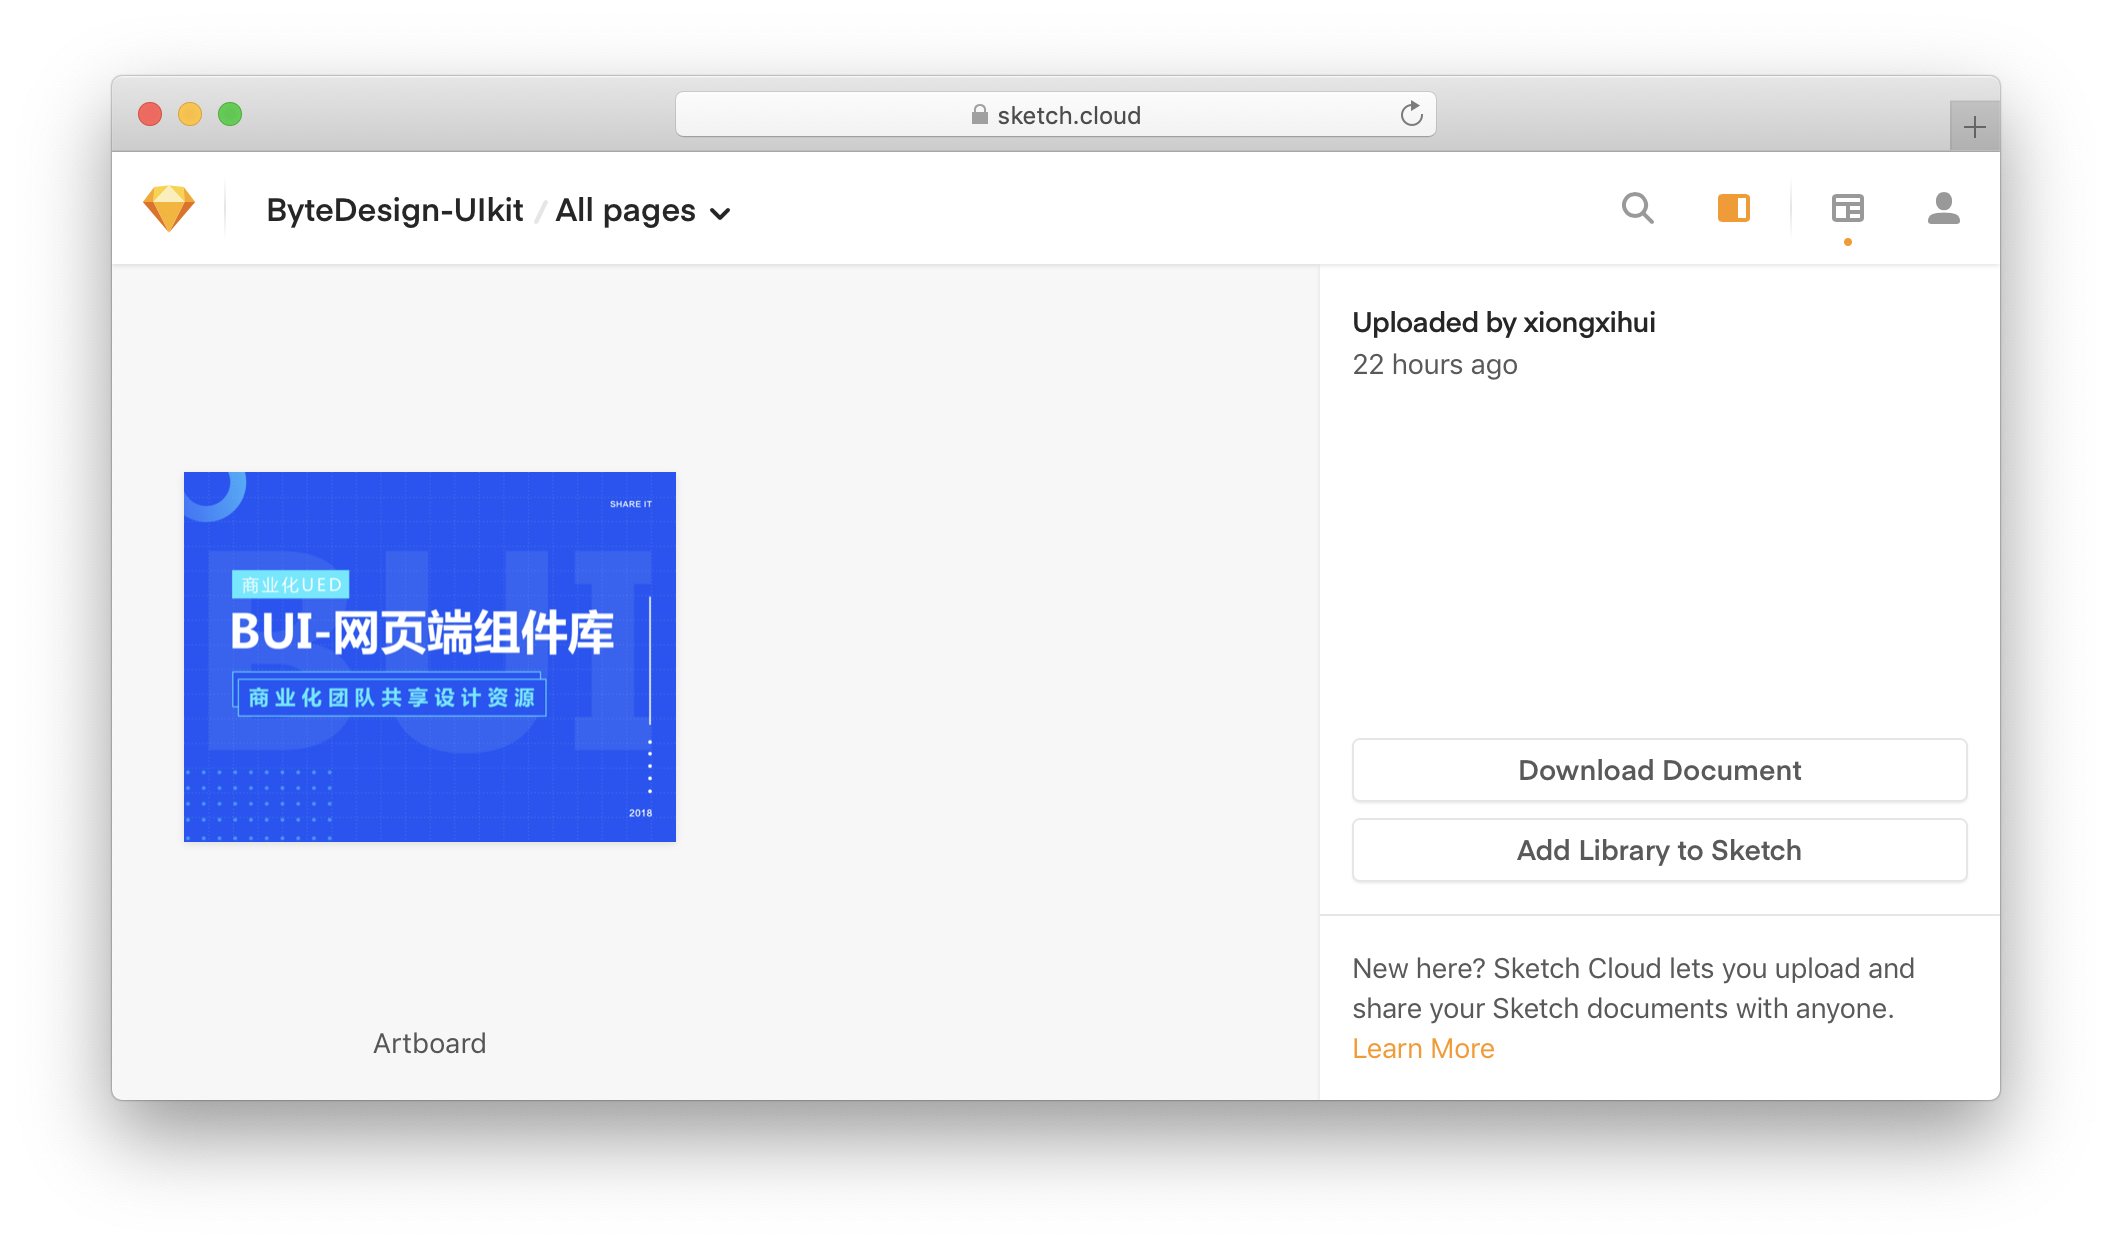 sketch.cloud
ByteDesign-UIkit / All pages
Uploaded by xiongxihui
22 hours ago
SHARE IT
BUI
商业化UED
BUI-网页端组件库
商业化团队共享设计资源
2018
Artboard
Download Document
Add Library to Sketch
New here? Sketch Cloud lets you upload and
share your Sketch documents with anyone.
Learn More